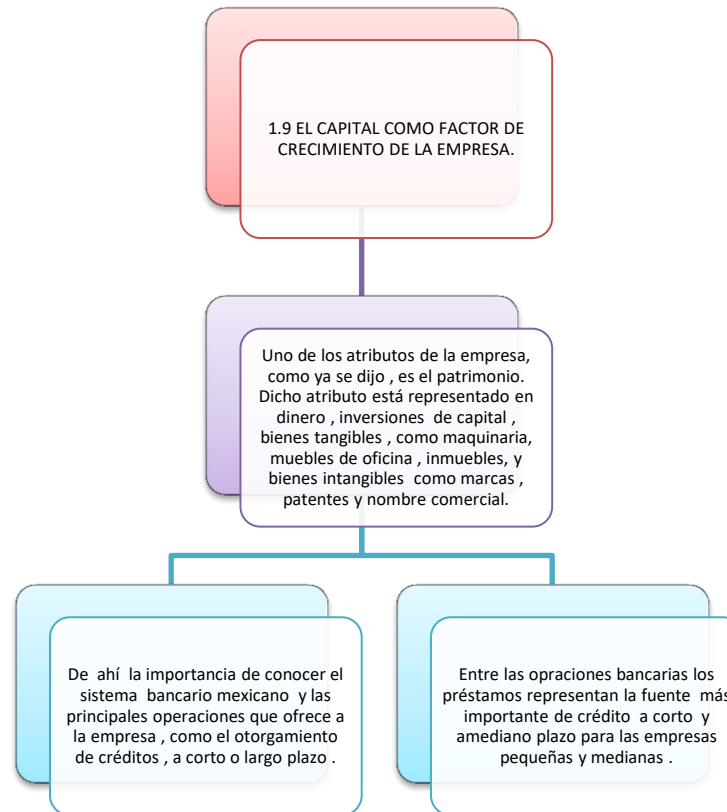 1.9 EL CAPITAL COMO FACTOR DE
CRECIMIENTO DE LA EMPRESA.
Uno de los atributos de la empresa,
como ya se dijo , es el patrimonio.
Dicho atributo está representado en
dinero , inversiones de capital ,
bienes tangibles , como maquinaria,
muebles de oficina , inmuebles, y
bienes intangibles como marcas ,
patentes y nombre comercial.
De ahí la importancia de conocer el
sistema bancario mexicano y las
principales operaciones que ofrece a
la empresa , como el otorgamiento
de créditos , a corto o largo plazo .
Entre las opraciones bancarias los
préstamos representan la fuente más
importante de crédito a corto y
amediano plazo para las empresas
pequeñas y medianas .